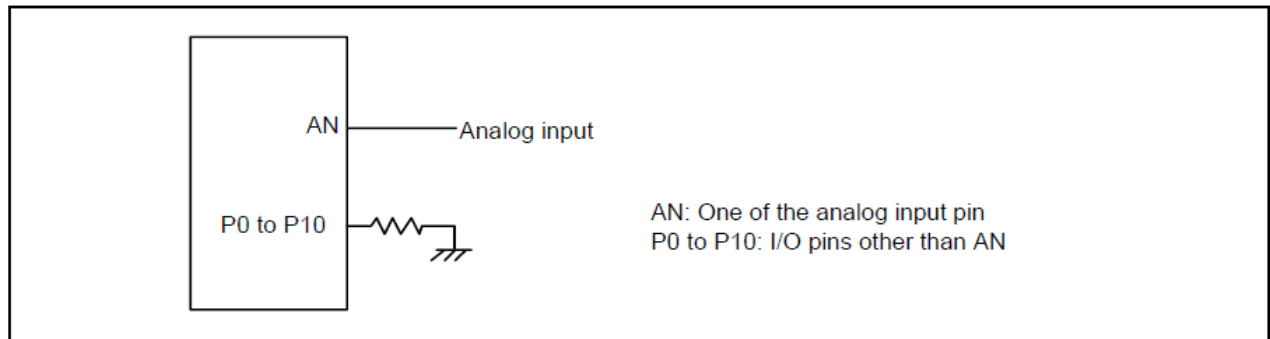 AN
Analog input
P0 to P10
AN: One of the analog input pin
P0 to P10: I/O pins other than AN